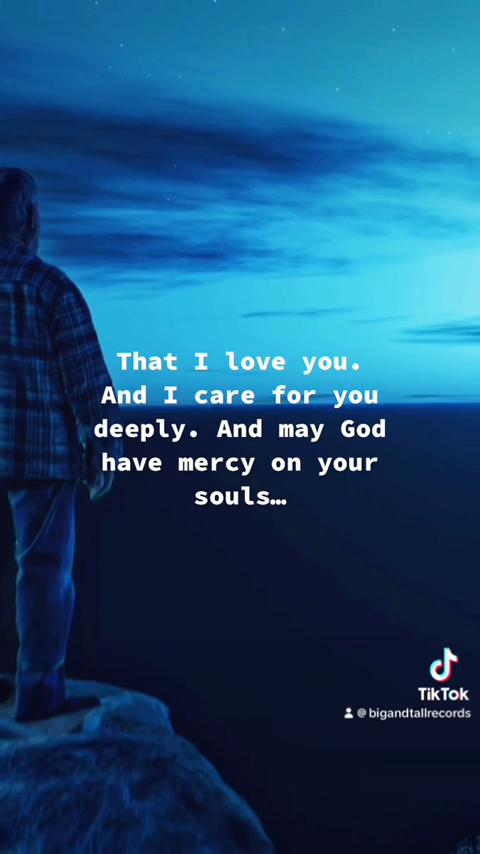 That I love you.
And I care for you
deeply. And may God
have mercy on your
souls…
TikTok
@bigandtallrecords